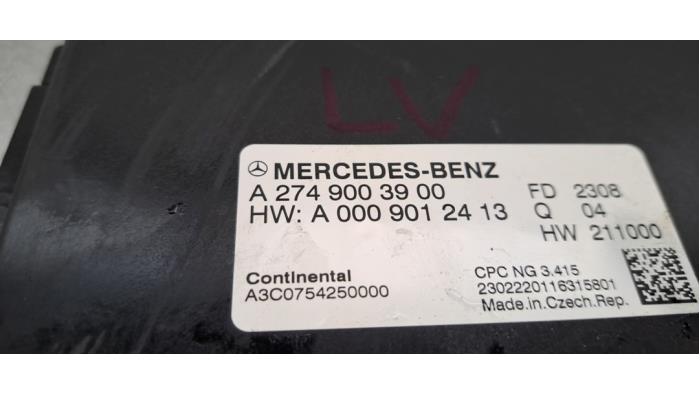 LV
MERCEDES-BENZ
A 274 900 39 00 FD 2308
HW: A 000 901 24 13 Q 04
HW 211000
Continental CPC NG 3.415
A3C0754250000 2302220116315801
Made.in.Czech.Rep.